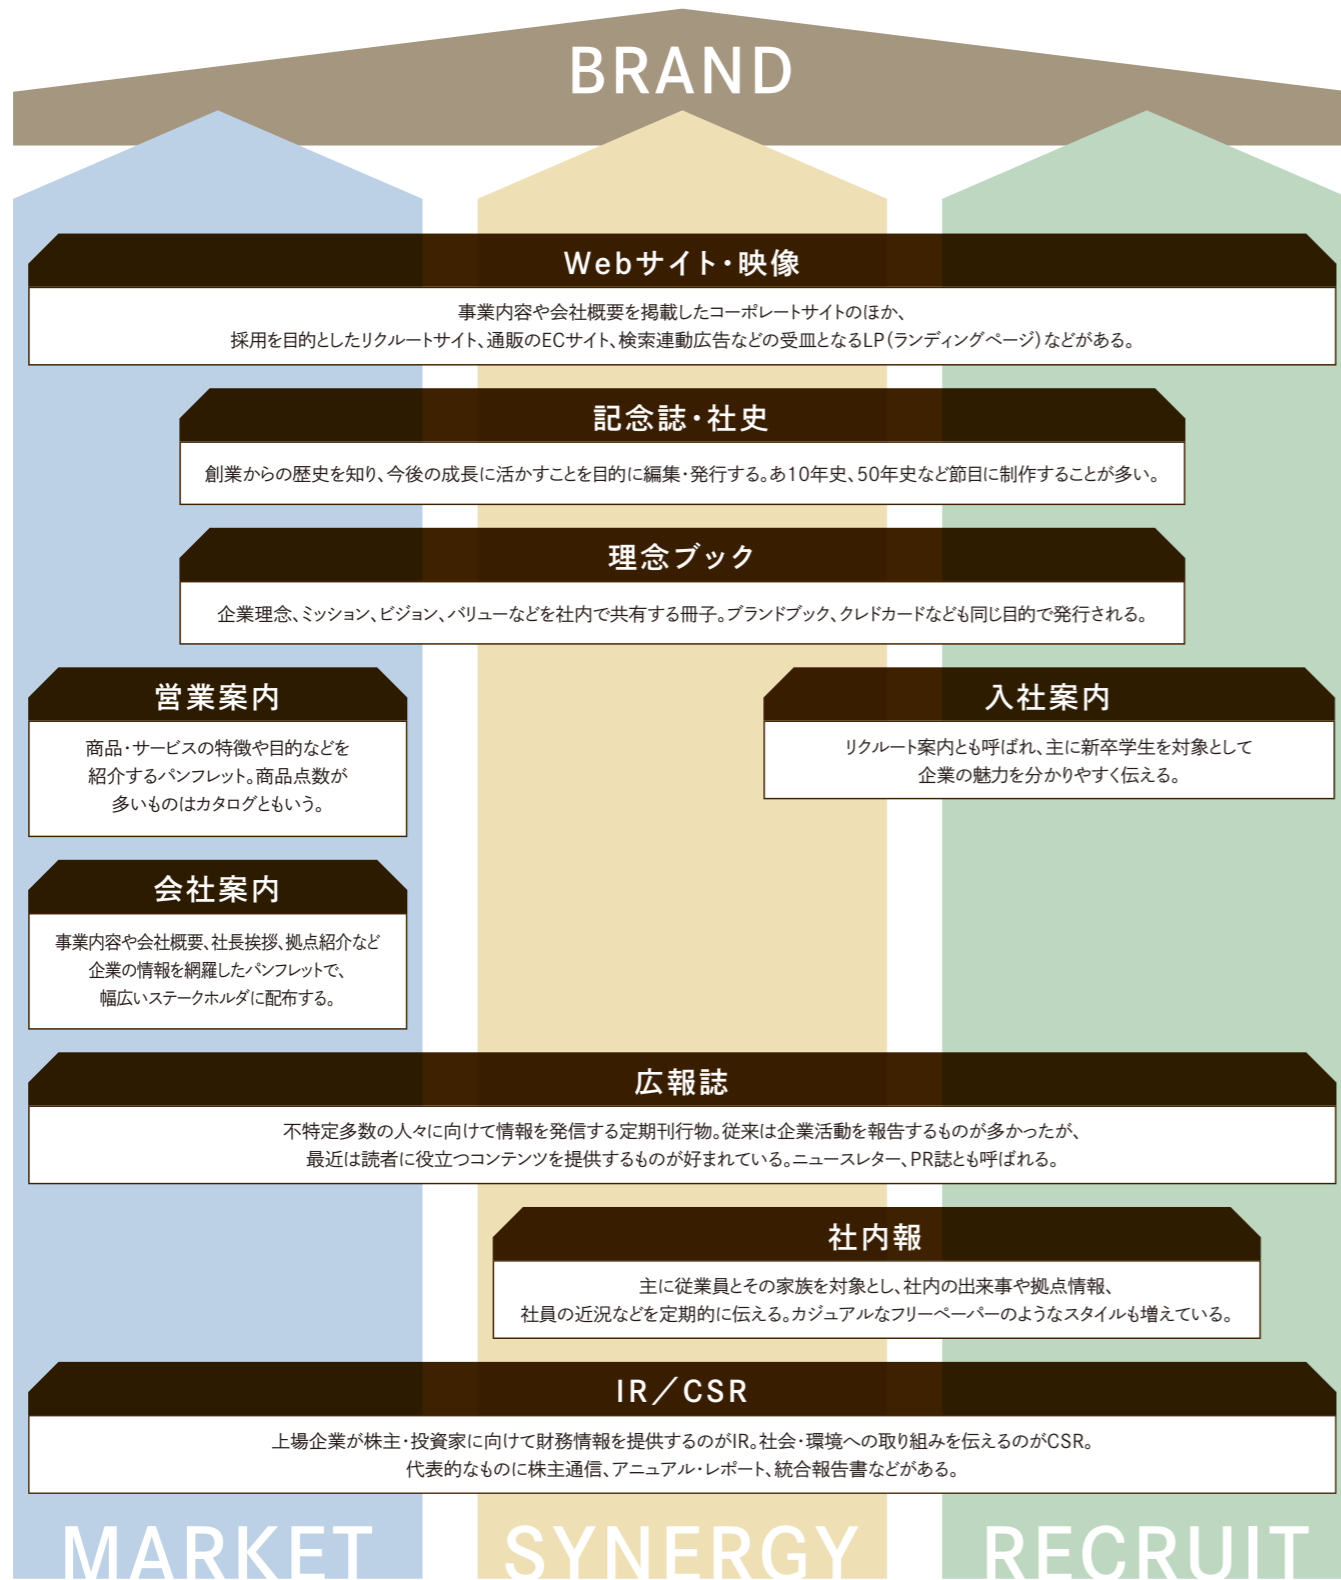 BRAND
Webサイト・映像
事業内容や会社概要を掲載したコーポレートサイトのほか、
採用を目的としたリクルートサイト、通販のECサイト、検索連動広告などの受皿となるLP（ランディングページ）などがある。
記念誌・社史
創業からの歴史を知り、今後の成長に活かすことを目的に編集・発行する。あ10年史、50年史など節目に制作することが多い。
理念ブック
企業理念、ミッション、ビジョン、バリューなどを社内で共有する冊子。ブランドブック、クレドカードなども同じ目的で発行される。
営業案内
商品・サービスの特徴や目的などを
紹介するパンフレット。商品点数が
多いものはカタログともいう。
入社案内
リクルート案内とも呼ばれ、主に新卒学生を対象として
企業の魅力を分かりやすく伝える。
会社案内
事業内容や会社概要、社長挨拶、拠点紹介など
企業の情報を網羅したパンフレットで、
幅広いステークホルダに配布する。
広報誌
不特定多数の人々に向けて情報を発信する定期刊行物。従来は企業活動を報告するものが多かったが、
最近は読者に役立つコンテンツを提供するものが好まれている。ニュースレター、PR誌とも呼ばれる。
社内報
主に従業員とその家族を対象とし、社内の出来事や拠点情報、
社員の近況などを定期的に伝える。カジュアルなフリーペーパーのようなスタイルも増えている。
IR／CSR
上場企業が株主・投資家に向けて財務情報を提供するのがIR。社会・環境への取り組みを伝えるのがCSR。
代表的なものに株主通信、アニュアル・レポート、統合報告書などがある。
MARKET
SYNERGY
RECRUIT